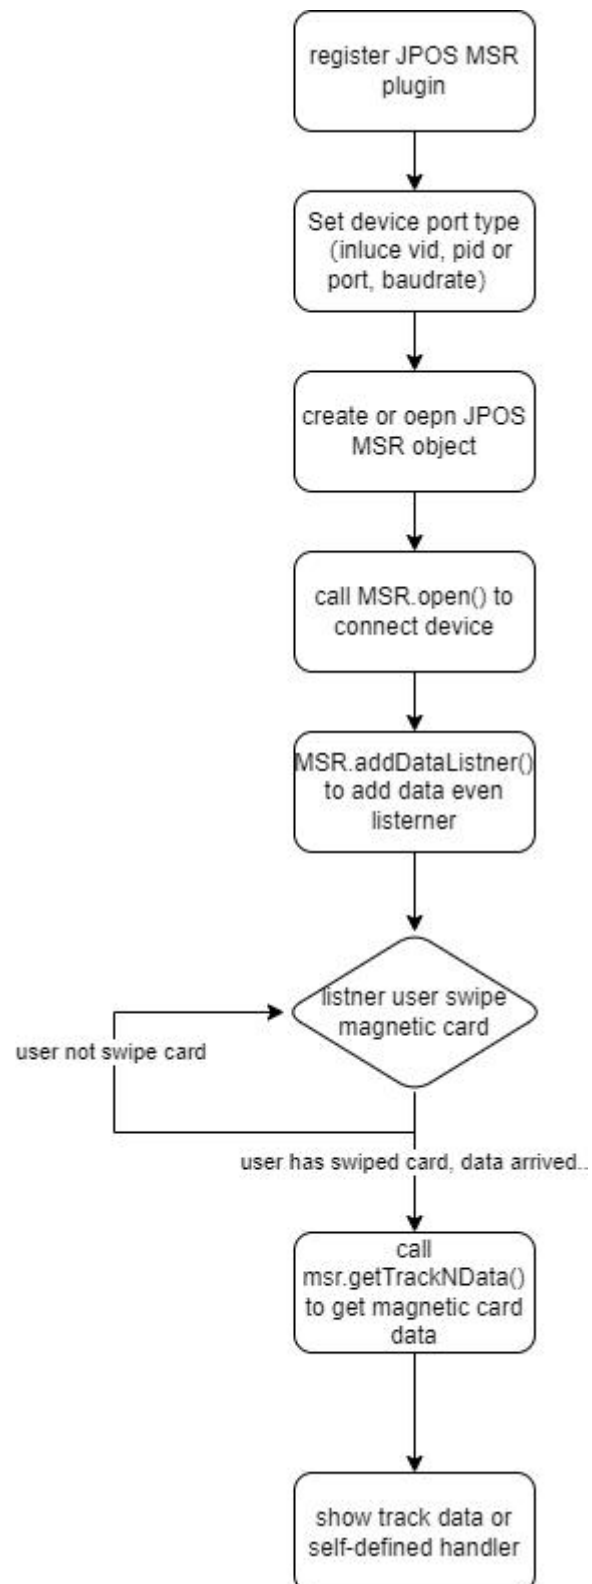 register JPOS MSR
plugin
Set device port type
(inluce vid, pid or
port, baudrate)
create or oepn JPOS
MSR object
call MSR.open() to
connect device
MSR.addDataListner()
to add data even
listerner
listner user swipe
magnetic card
user not swipe card
user has swiped card, data arrived..
call
msr.getTrackNData()
to get magnetic card
data
show track data or
self-defined handler